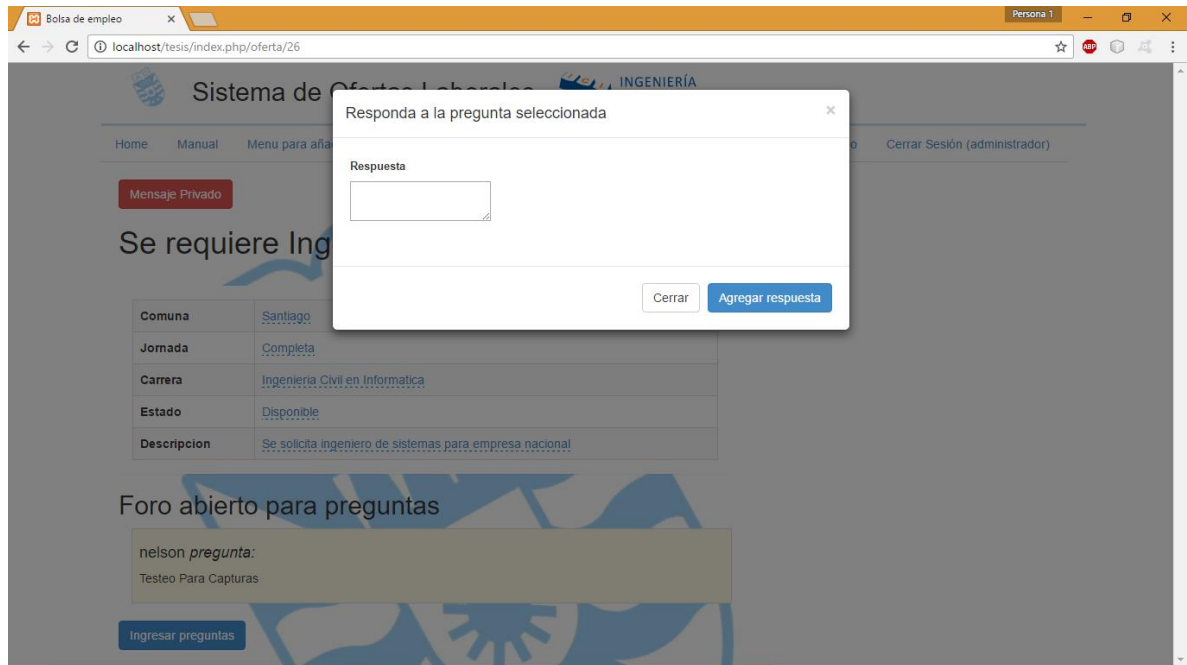 Bolsa de empleo
Persona 1
localhost/tesis/index.php/oferta/26
ABP
Sistema de Ofertas Laborales
INGENIERÍA
Home Manual Menu para aña o Cerrar Sesión (administrador)
Responda a la pregunta seleccionada ×
Respuesta
Cerrar Agregar respuesta
Mensaje Privado
Se requiere Ing
Comuna Santiago
Jornada Completa
Carrera Ingenieria Civil en Informatica
Estado Disponible
Descripcion Se solicita ingeniero de sistemas para empresa nacional
Foro abierto para preguntas
nelson pregunta:
Testeo Para Capturas
Ingresar preguntas